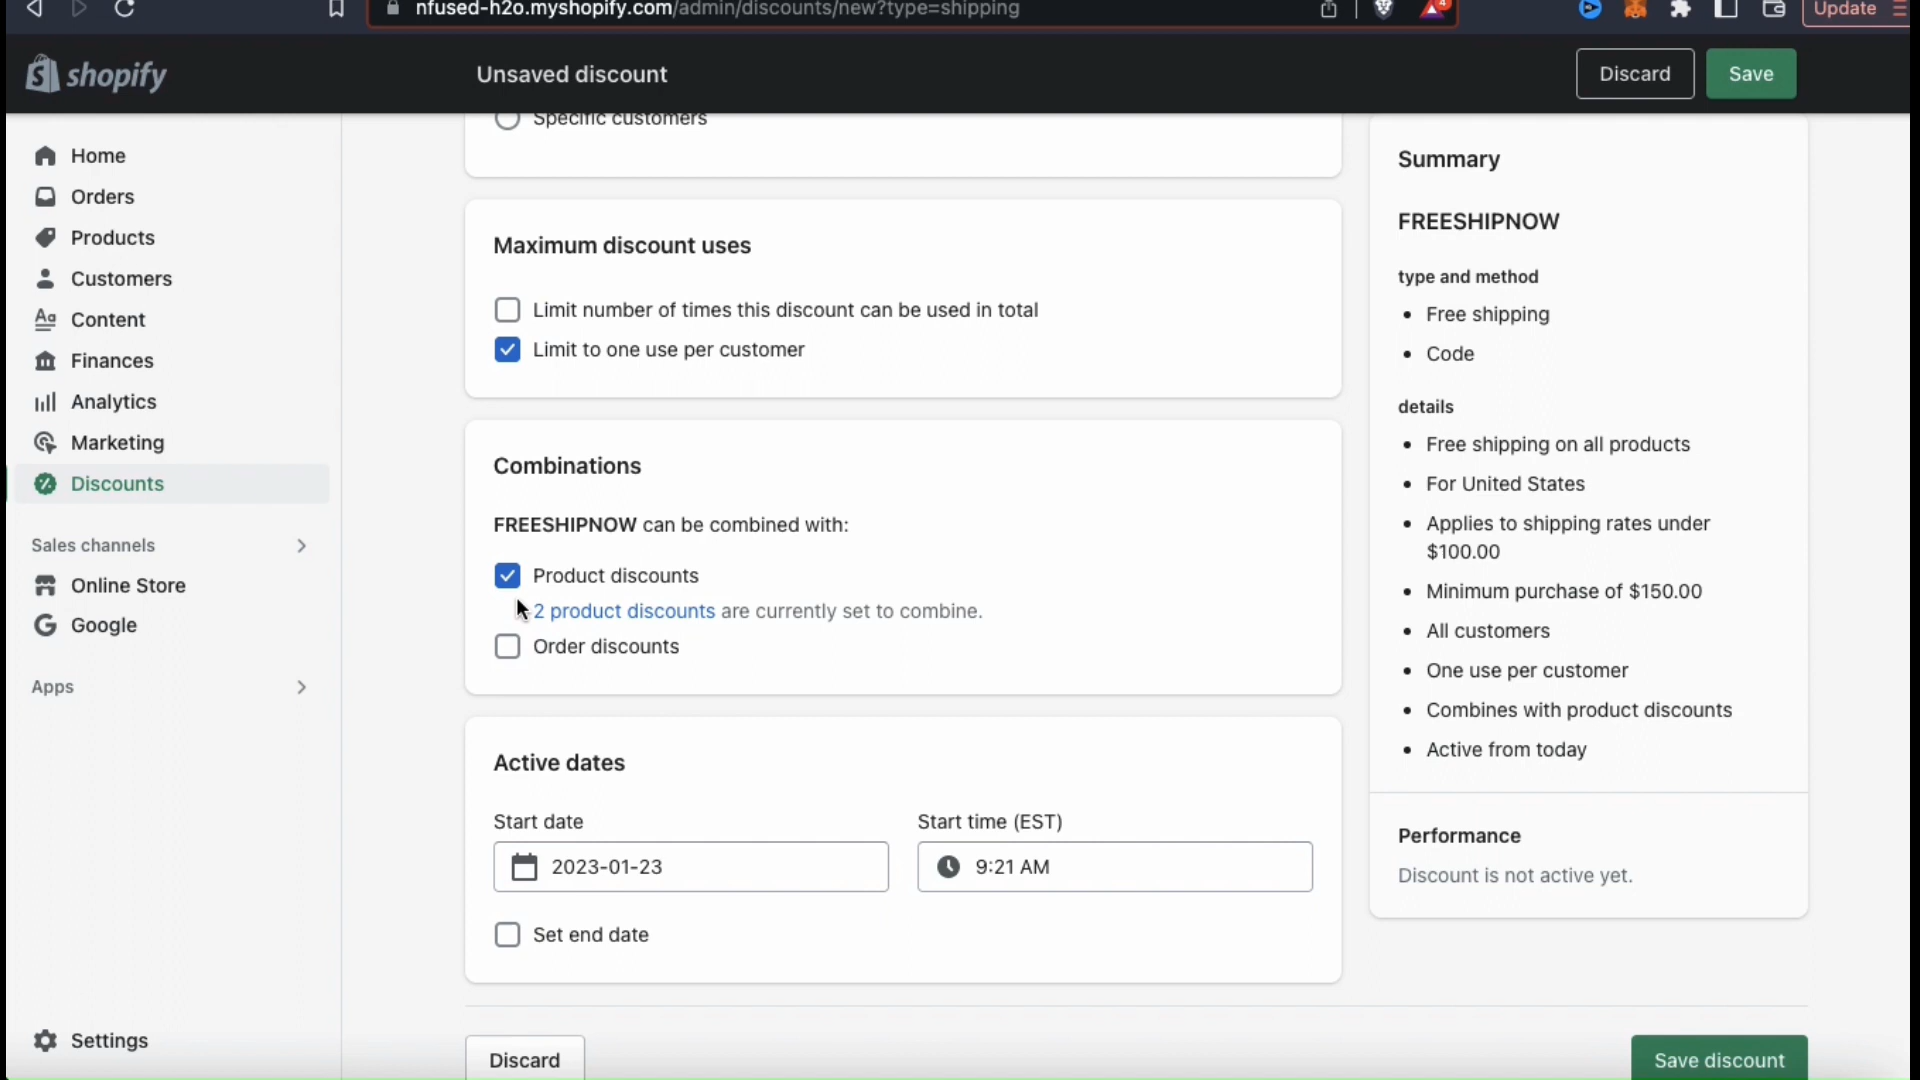 nfused-h2o.myshopify.com/admin/discounts/new?type=shipping
4
Update
shopify
Unsaved discount
Discard
Save
Home
Orders
Products
Customers
Content
Finances
Analytics
Marketing
Discounts
Sales channels
Online Store
Google
Apps
Settings
Specific customers
Maximum discount uses
Limit number of times this discount can be used in total
Limit to one use per customer
Combinations
FREESHIPNOW can be combined with:
Product discounts
2 product discounts are currently set to combine.
Order discounts
Active dates
Start date
Start time (EST)
2023-01-23
9:21 AM
Set end date
Discard
Save discount
Summary
FREESHIPNOW
type and method
• Free shipping
• Code
details
• Free shipping on all products
• For United States
• Applies to shipping rates under
$100.00
• Minimum purchase of $150.00
• All customers
• One use per customer
• Combines with product discounts
• Active from today
Performance
Discount is not active yet.